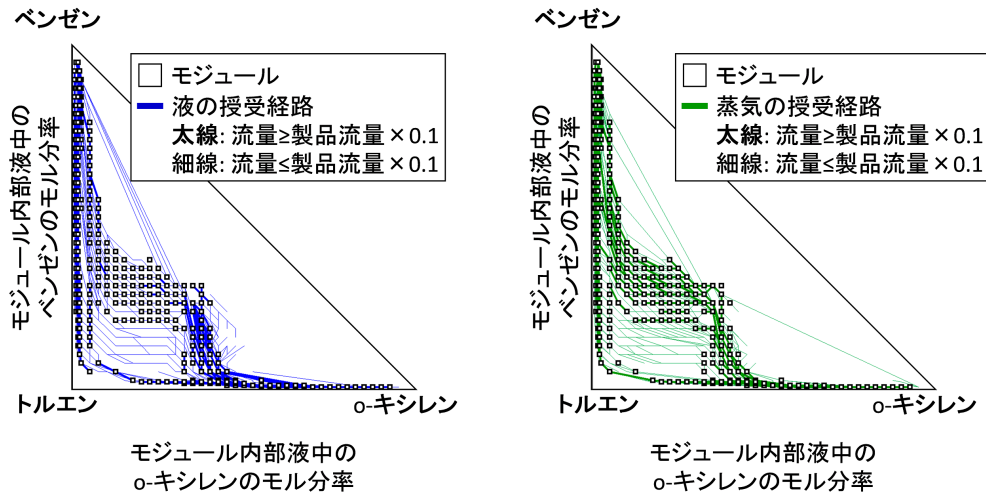 ベンゼン
モジュール
液の授受経路
太線: 流量≥製品流量×0.1
細線: 流量≤製品流量×0.1
モジュール内部液中の
ベンゼンのモル分率
トルエン
o-キシレン
モジュール内部液中の
o-キシレンのモル分率
ベンゼン
モジュール
蒸気の授受経路
太線: 流量≥製品流量×0.1
細線: 流量≤製品流量×0.1
モジュール内部液中の
ベンゼンのモル分率
トルエン
o-キシレン
モジュール内部液中の
o-キシレンのモル分率